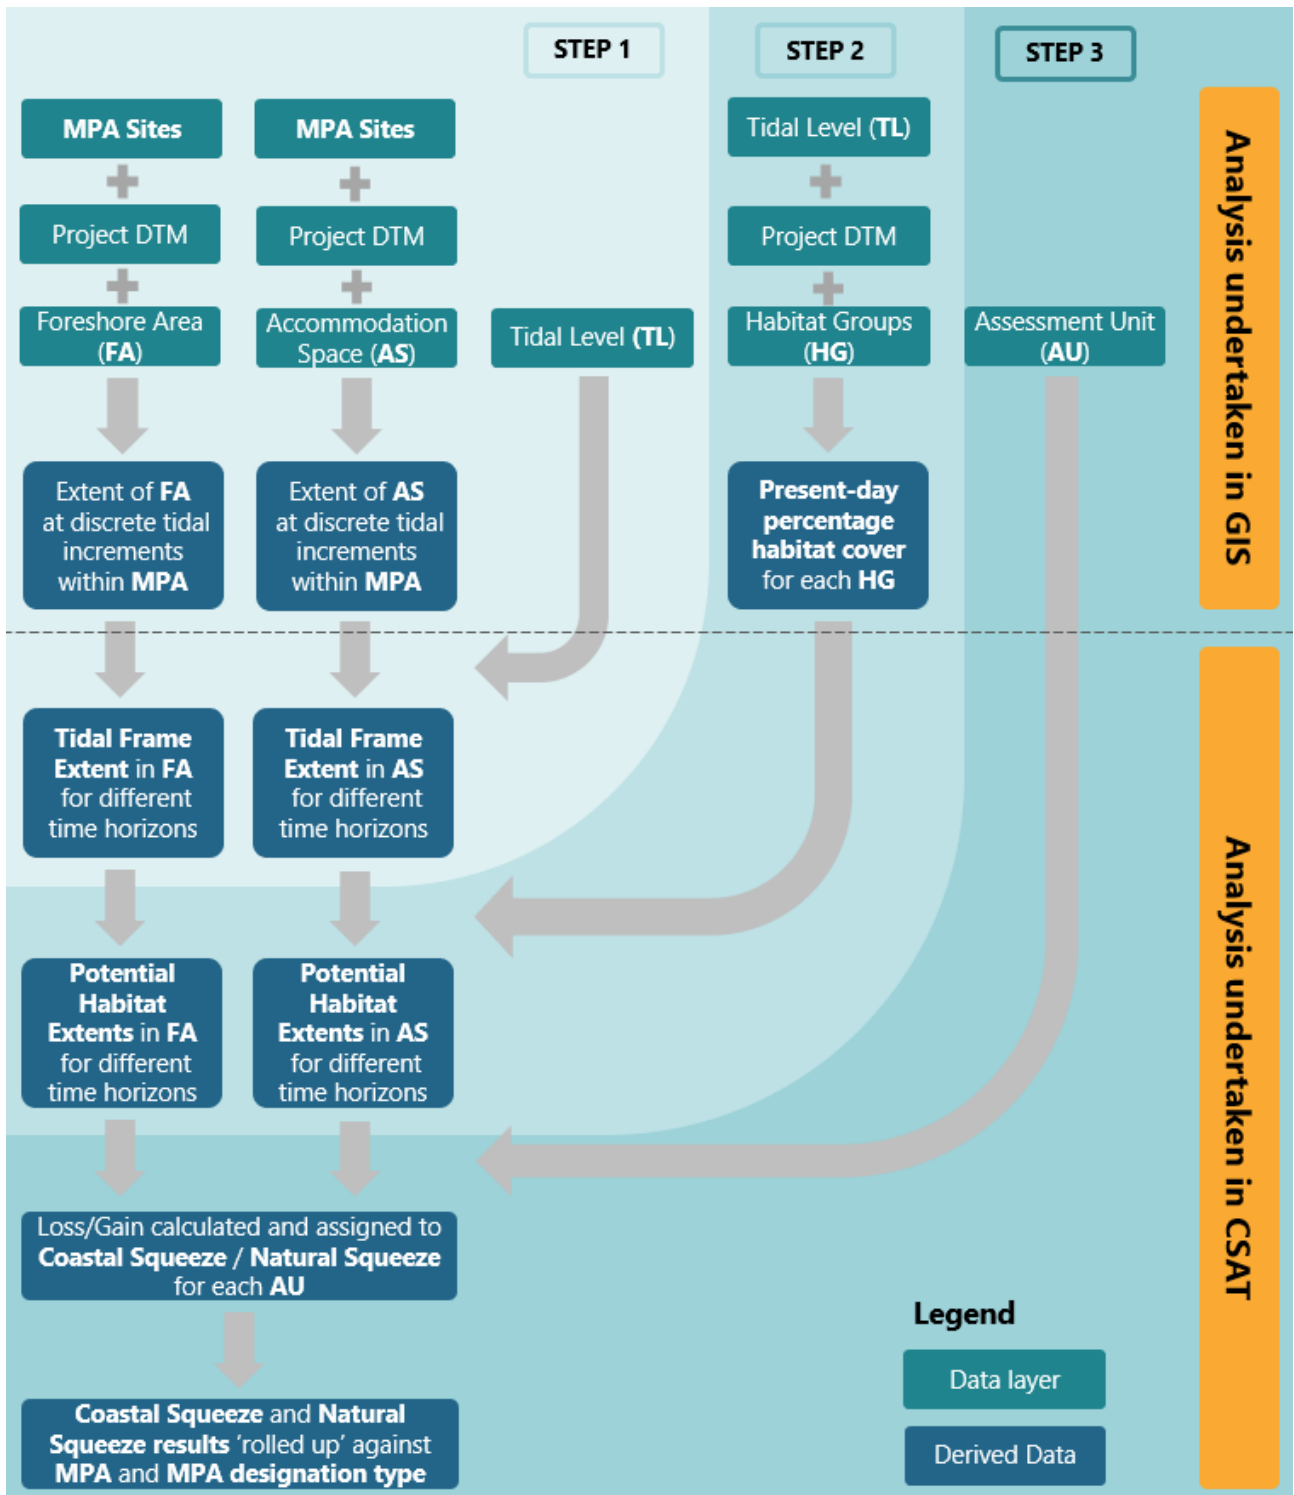 STEP 1
STEP 2
STEP 3
MPA Sites
+
Project DTM
+
Foreshore Area
(FA)
MPA Sites
+
Project DTM
+
Accommodation
Space (AS)
Tidal Level (TL)
Tidal Level (TL)
+
Project DTM
+
Habitat Groups
(HG)
Assessment Unit
(AU)
Extent of FA
at discrete tidal
increments
within MPA
Extent of AS
at discrete tidal
increments
within MPA
Present-day
percentage
habitat cover
for each HG
Analysis undertaken in GIS
Tidal Frame
Extent in FA
for different
time horizons
Tidal Frame
Extent in AS
for different
time horizons
Potential
Habitat
Extents in FA
for different
time horizons
Potential
Habitat
Extents in AS
for different
time horizons
Loss/Gain calculated and assigned to
Coastal Squeeze / Natural Squeeze
for each AU
Coastal Squeeze and Natural
Squeeze results ‘rolled up’ against
MPA and MPA designation type
Analysis undertaken in CSAT
Legend
Data layer
Derived Data